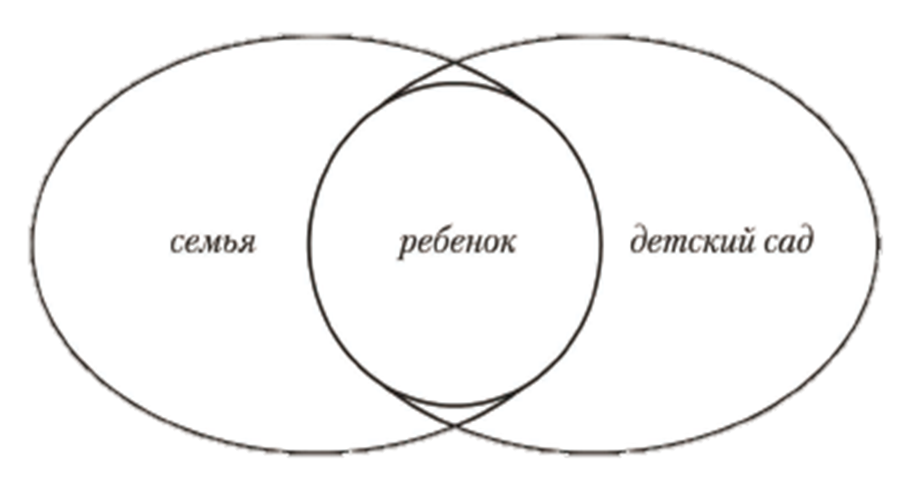 семья
ребенок
детский сад